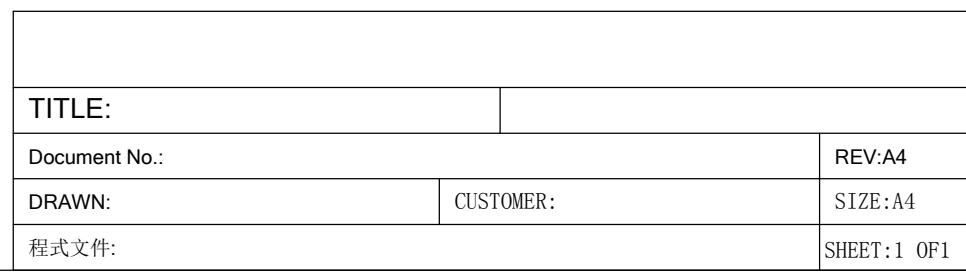 TITLE:
Document No.: REV:A4
DRAWN: CUSTOMER: SIZE:A4
程式文件: SHEET:1 OF1